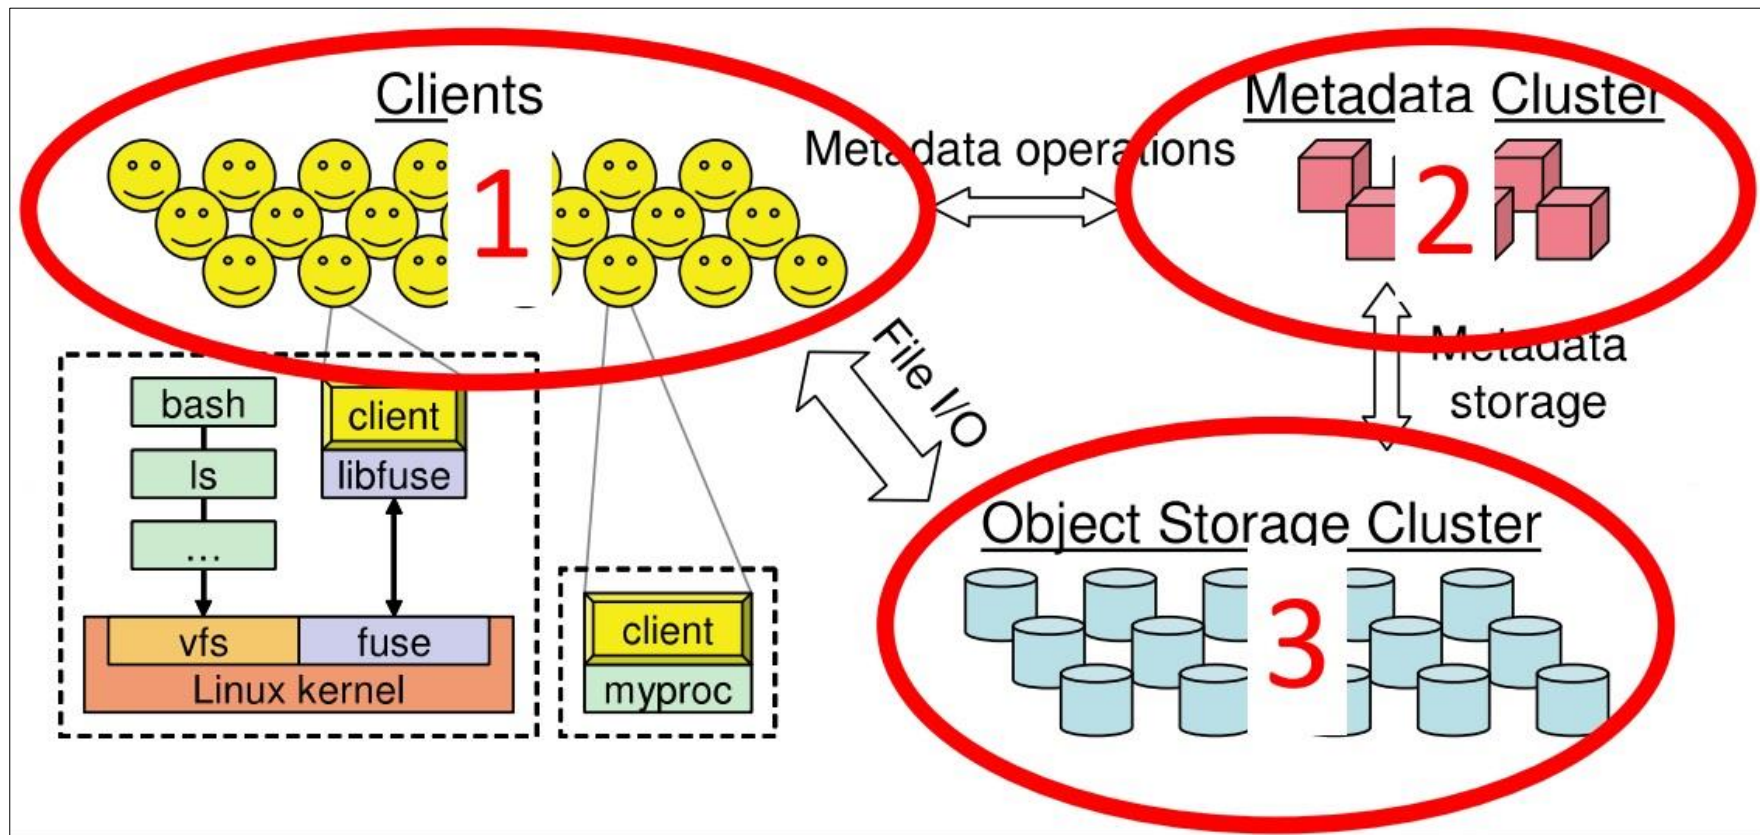 Clients
1
Metadata operations
Metadata Cluster
2
File I/O
Metadata
storage
bash
ls
...
client
libfuse
vfs
fuse
Linux kernel
client
myproc
Object Storage Cluster
3